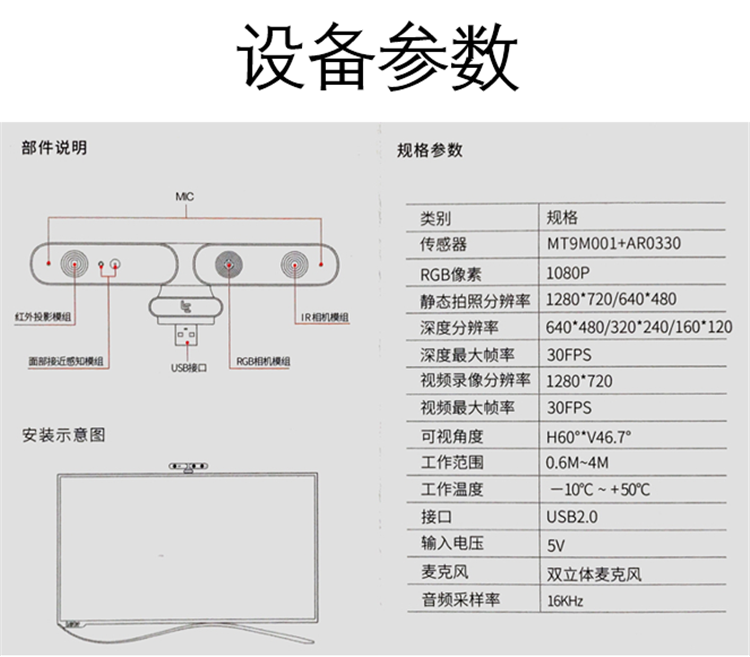 设备参数
部件说明
MIC
红外投影模组
IR相机模组
面部接近感知模组
USB接口
RGB相机模组
安装示意图
规格参数
类别 规格
传感器 MT9M001+AR0330
RGB像素 1080P
静态拍照分辨率 1280*720/640*480
深度分辨率 640*480/320*240/160*120
深度最大帧率 30FPS
视频录像分辨率 1280*720
视频最大帧率 30FPS
可视角度 H60°*V46.7°
工作范围 0.6M~4M
工作温度 －10℃ ~ +50℃
接口 USB2.0
输入电压 5V
麦克风 双立体麦克风
音频采样率 16KHz